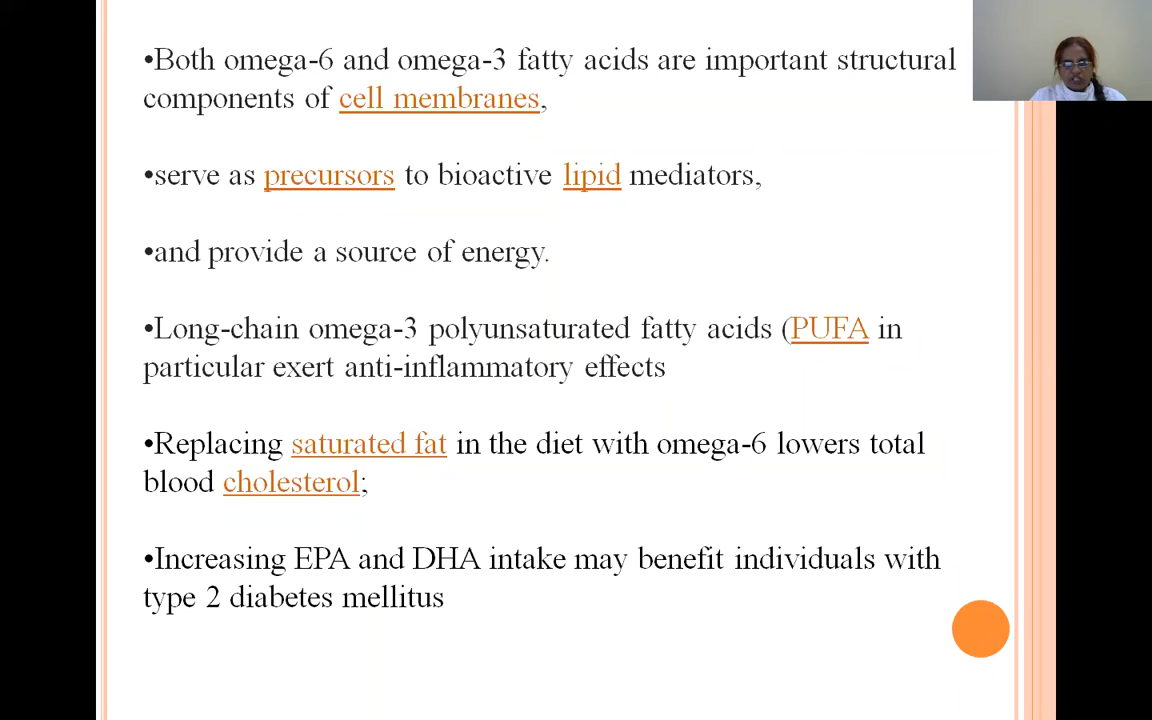 •Both omega-6 and omega-3 fatty acids are important structural
components of cell membranes,
•serve as precursors to bioactive lipid mediators,
•and provide a source of energy.
•Long-chain omega-3 polyunsaturated fatty acids (PUFA in
particular exert anti-inflammatory effects
•Replacing saturated fat in the diet with omega-6 lowers total
blood cholesterol;
•Increasing EPA and DHA intake may benefit individuals with
type 2 diabetes mellitus